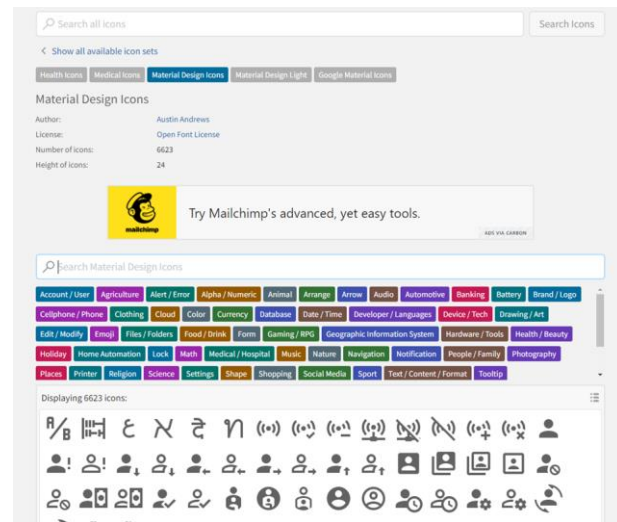 Search all icons Search Icons
Show all available icon sets
Health Icons Medical Icons Material Design Icons Material Design Light Google Material Icons
Material Design Icons
Author: Austin Andrews
License: Open Font License
Number of icons: 6623
Height of icons: 24
mailchimp
Try Mailchimp's advanced, yet easy tools.
ADS VIA CARBON
Search Material Design Icons
Account / User Agriculture Alert / Error Alpha / Numeric Animal Arrange Arrow Audio Automotive Banking Battery Brand / Logo
Cellphone / Phone Clothing Cloud Color Currency Database Date / Time Developer / Languages Device / Tech Drawing / Art
Edit / Modify Emoji Files / Folders Food / Drink Form Gaming / RPG Geographic Information System Hardware / Tools Health / Beauty
Holiday Home Automation Lock Math Medical / Hospital Music Nature Navigation Notification People / Family Photography
Places Printer Religion Science Settings Shape Shopping Social Media Sport Text / Content / Format Tooltip
Displaying 6623 icons: